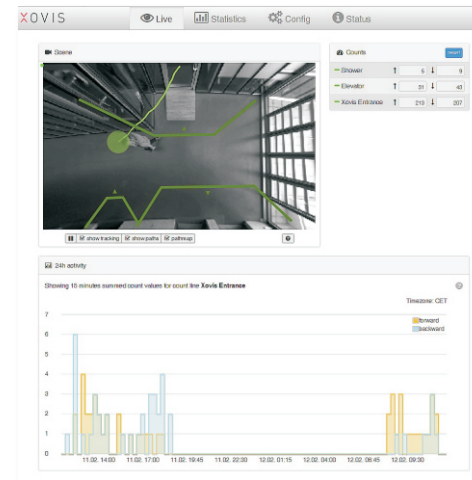 XOVIS Live Statistics Config Status
Scene
Counts reset
Shower 5 9
Elevator 31 43
Xovis Entrance 213 207
show tracking show paths pathmap
24h activity
Showing 15 minutes summed count values for count line Xovis Entrance
Timezone: CET
forward
backward
7
6
5
4
3
2
1
0
11.02. 14:00 11.02. 17:00 11.02. 19:45 11.02. 22:30 12.02. 01:15 12.02. 04:00 12.02. 06:45 12.02. 09:30